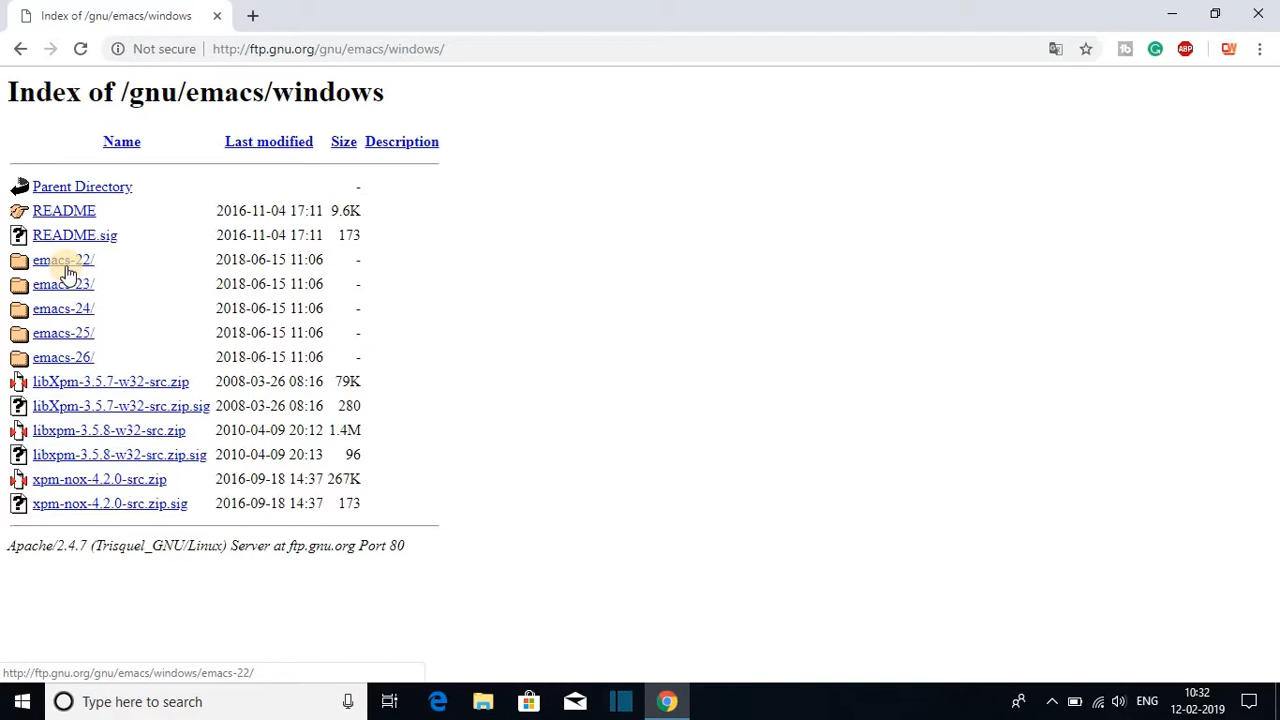 Index of /gnu/emacs/windows
Not secure | http://ftp.gnu.org/gnu/emacs/windows/
ABP
Index of /gnu/emacs/windows
Name Last modified Size Description
Parent Directory -
README 2016-11-04 17:11 9.6K
README.sig 2016-11-04 17:11 173
emacs-22/ 2018-06-15 11:06 -
emacs-23/ 2018-06-15 11:06 -
emacs-24/ 2018-06-15 11:06 -
emacs-25/ 2018-06-15 11:06 -
emacs-26/ 2018-06-15 11:06 -
libXpm-3.5.7-w32-src.zip 2008-03-26 08:16 79K
libXpm-3.5.7-w32-src.zip.sig 2008-03-26 08:16 280
libxpm-3.5.8-w32-src.zip 2010-04-09 20:12 1.4M
libxpm-3.5.8-w32-src.zip.sig 2010-04-09 20:13 96
xpm-nox-4.2.0-src.zip 2016-09-18 14:37 267K
xpm-nox-4.2.0-src.zip.sig 2016-09-18 14:37 173
Apache/2.4.7 (Trisquel_GNU/Linux) Server at ftp.gnu.org Port 80
http://ftp.gnu.org/gnu/emacs/windows/emacs-22/
Type here to search
ENG
10:32
12-02-2019